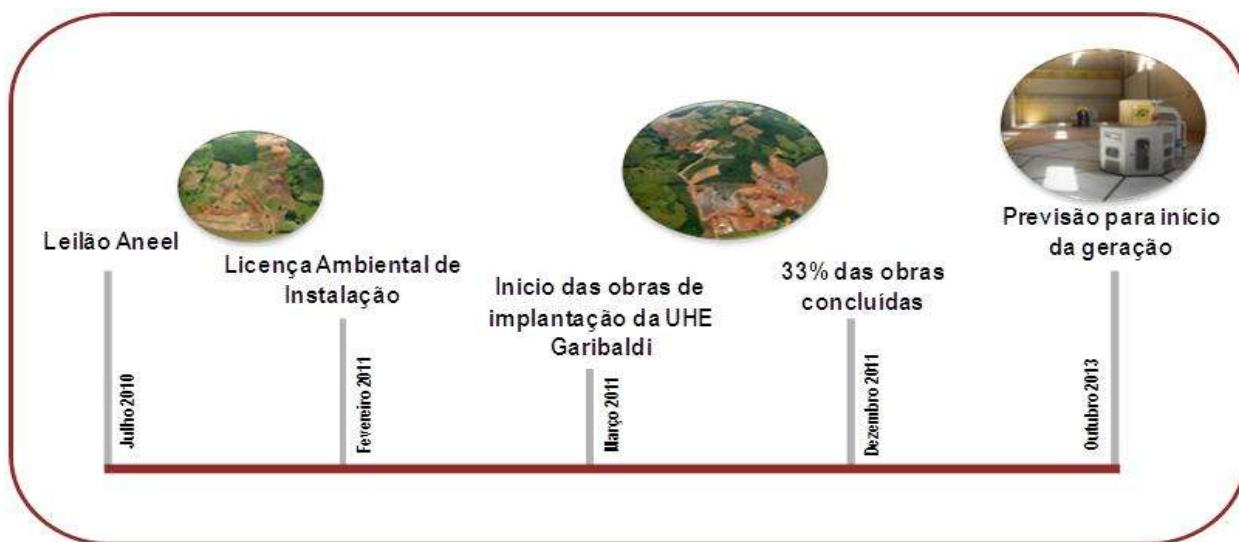 Leilão Aneel
Julho 2010
Licença Ambiental de
Instalação
Fevereiro 2011
Inicio das obras de
implantação da UHE
Garibaldi
Março 2011
33% das obras
concluídas
Dezembro 2011
Previsão para início
da geração
Outubro 2013